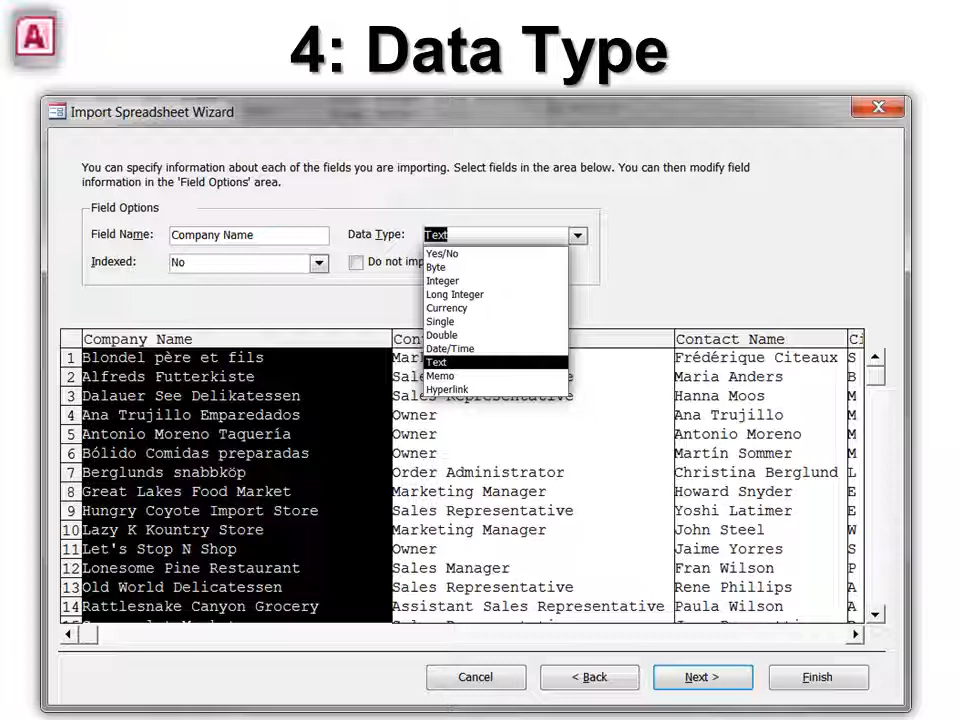 A
4: Data Type
Import Spreadsheet Wizard
You can specify information about each of the fields you are importing. Select fields in the area below. You can then modify field
information in the 'Field Options' area.
Field Options
Field Name: Company Name Data Type: Text
Indexed: No Do not imp
Yes/No
Byte
Integer
Long Integer
Currency
Single
Double
Date/Time
Text
Memo
Hyperlink
Company Name Con Contact Name Ci
1 Blondel père et fils Mar Frédérique Citeaux S
2 Alfreds Futterkiste Sale e Maria Anders B
3 Dalauer See Delikatessen Sales Representative Hanna Moos M
4 Ana Trujillo Emparedados Owner Ana Trujillo M
5 Antonio Moreno Taquería Owner Antonio Moreno M
6 Bólido Comidas preparadas Owner Martín Sommer M
7 Berglunds snabbköp Order Administrator Christina Berglund L
8 Great Lakes Food Market Marketing Manager Howard Snyder E
9 Hungry Coyote Import Store Sales Representative Yoshi Latimer E
10 Lazy K Kountry Store Marketing Manager John Steel W
11 Let's Stop N Shop Owner Jaime Yorres S
12 Lonesome Pine Restaurant Sales Manager Fran Wilson P
13 Old World Delicatessen Sales Representative Rene Phillips A
14 Rattlesnake Canyon Grocery Assistant Sales Representative Paula Wilson A
Cancel < Back Next > Finish